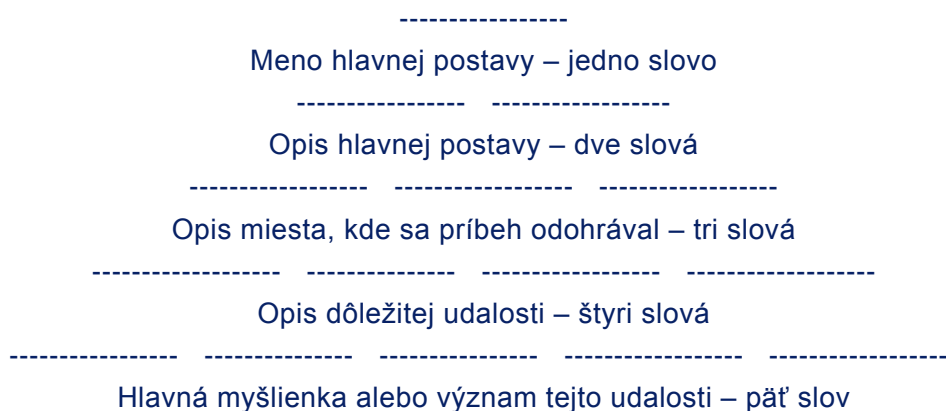 -----------------
Meno hlavnej postavy – jedno slovo
----------------- ------------------
Opis hlavnej postavy – dve slová
------------------ ------------------ ------------------
Opis miesta, kde sa príbeh odohrával – tri slová
------------------- --------------- ------------------ -------------------
Opis dôležitej udalosti – štyri slová
----------------- --------------- ---------------- ------------------ ------------------
Hlavná myšlienka alebo význam tejto udalosti – päť slov